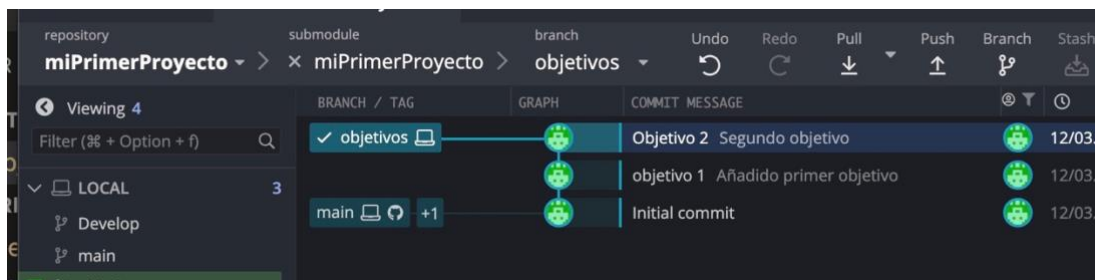 repository submodule branch Undo Redo Pull Push Branch Stash
miPrimerProyecto > × miPrimerProyecto > objetivos
Viewing 4 BRANCH / TAG GRAPH COMMIT MESSAGE
Filter (⌘ + Option + f) ✓ objetivos Objetivo 2 Segundo objetivo 12/03.
objetivo 1 Añadido primer objetivo 12/03.
LOCAL 3 main +1 Initial commit 12/03.
Develop
main